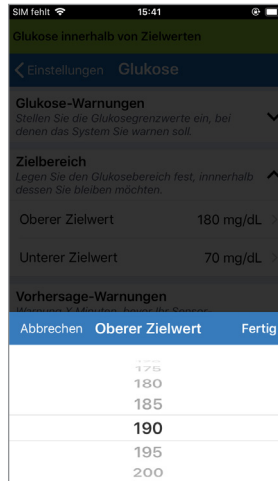 SIM fehlt 15:41
Glukose innerhalb von Zielwerten
Einstellungen Glukose
Glukose-Warnungen
Stellen Sie die Glukosegrenzwerte ein, bei
denen das System Sie warnen soll.
Zielbereich
Legen Sie den Glukosebereich fest, innnerhalb
dessen Sie bleiben möchten.
Oberer Zielwert 180 mg/dL
Unterer Zielwert 70 mg/dL
Vorhersage-Warnungen
Abbrechen Oberer Zielwert Fertig
175
180
185
190
195
200